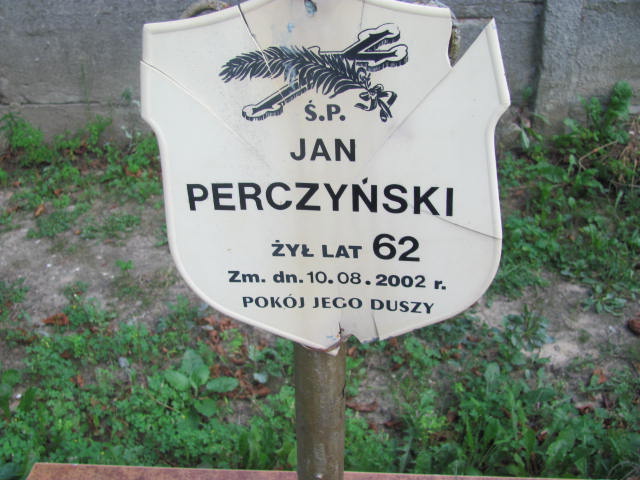 Ś.P.
JAN
PERCZYŃSKI
ŻYŁ LAT 62
Zm. dn. 10.08.2002 r.
POKÓJ JEGO DUSZY